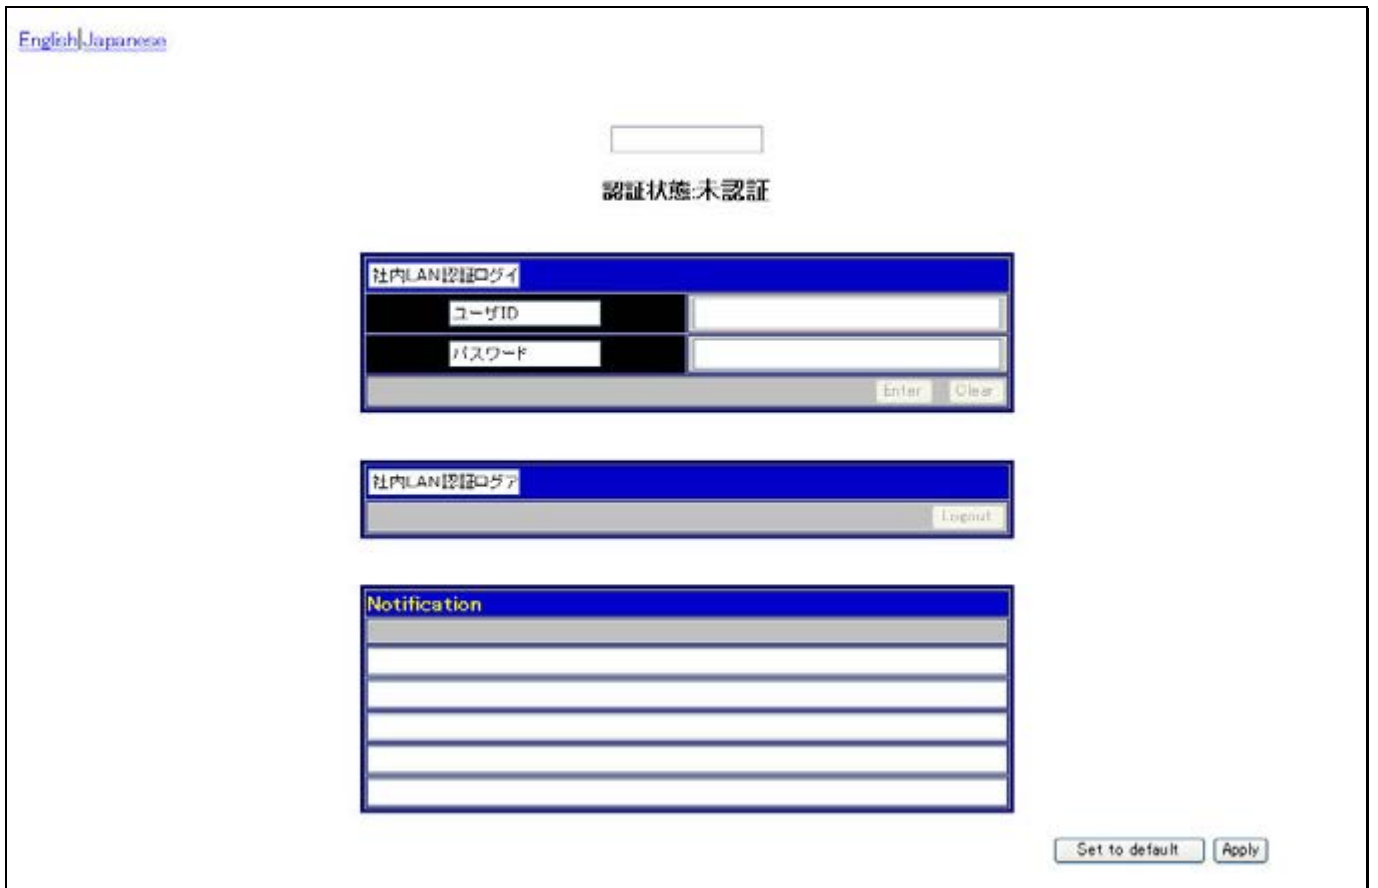 English|Japanese
認証状態:未認証
社内LAN認証ログイ
ユーザID
パスワード
Enter Clear
社内LAN認証ログア
Logout
Notification
Set to default Apply